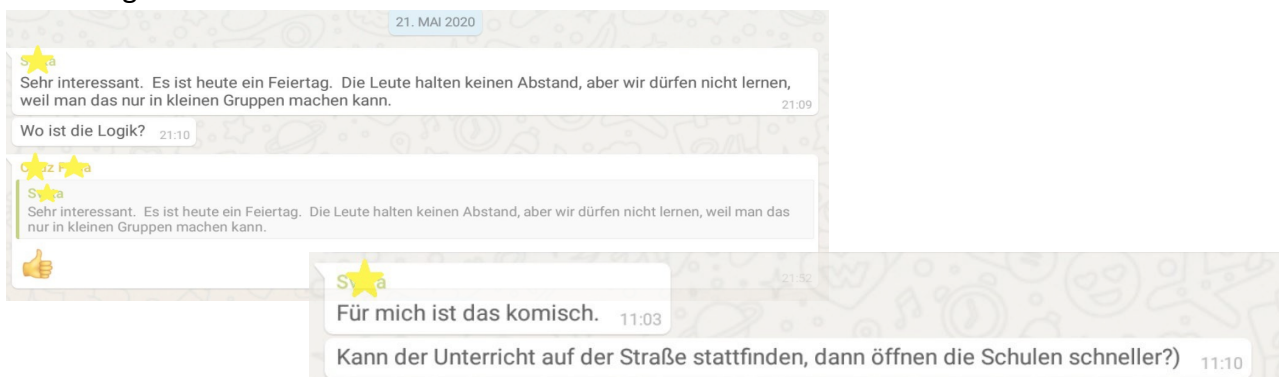 21. MAI 2020
Sehr interessant. Es ist heute ein Feiertag. Die Leute halten keinen Abstand, aber wir dürfen nicht lernen,
weil man das nur in kleinen Gruppen machen kann.
21:09
Wo ist die Logik? 21:10
Sehr interessant. Es ist heute ein Feiertag. Die Leute halten keinen Abstand, aber wir dürfen nicht lernen, weil man das
nur in kleinen Gruppen machen kann.
21:52
Für mich ist das komisch. 11:03
Kann der Unterricht auf der Straße stattfinden, dann öffnen die Schulen schneller?) 11:10